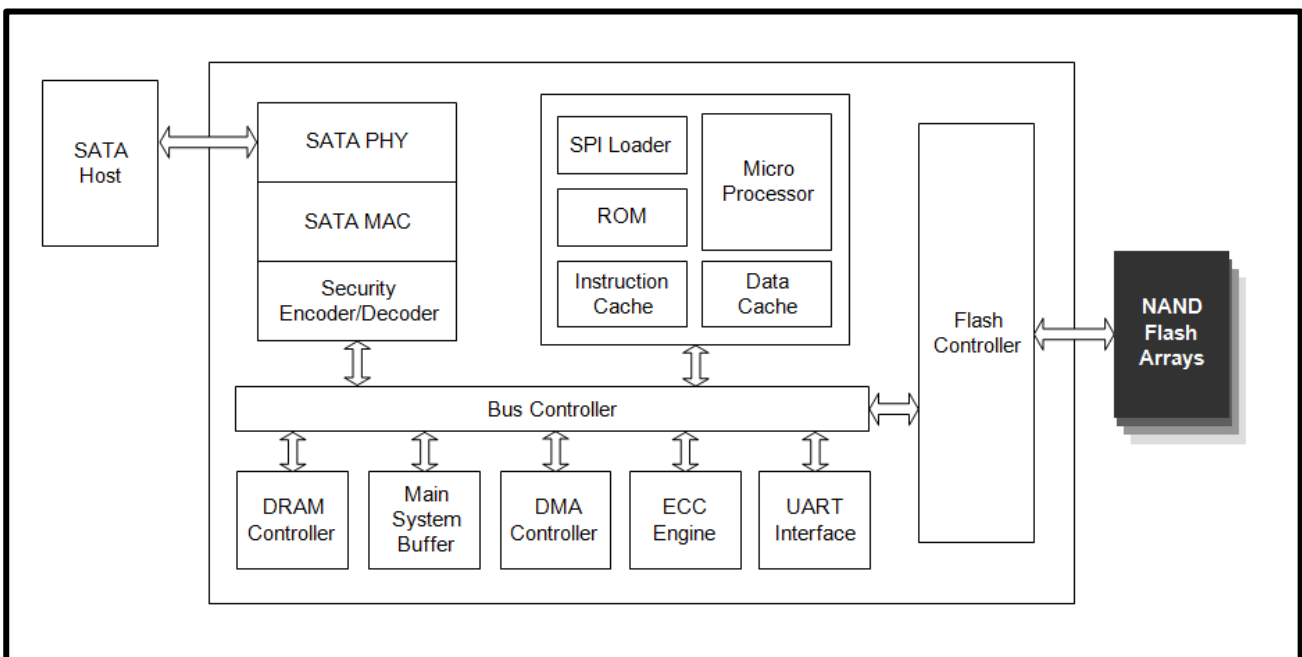 SATA
Host
SATA PHY
SATA MAC
Security
Encoder/Decoder
SPI Loader
ROM
Instruction
Cache
Micro
Processor
Data
Cache
Flash
Controller
NAND
Flash
Arrays
Bus Controller
DRAM
Controller
Main
System
Buffer
DMA
Controller
ECC
Engine
UART
Interface